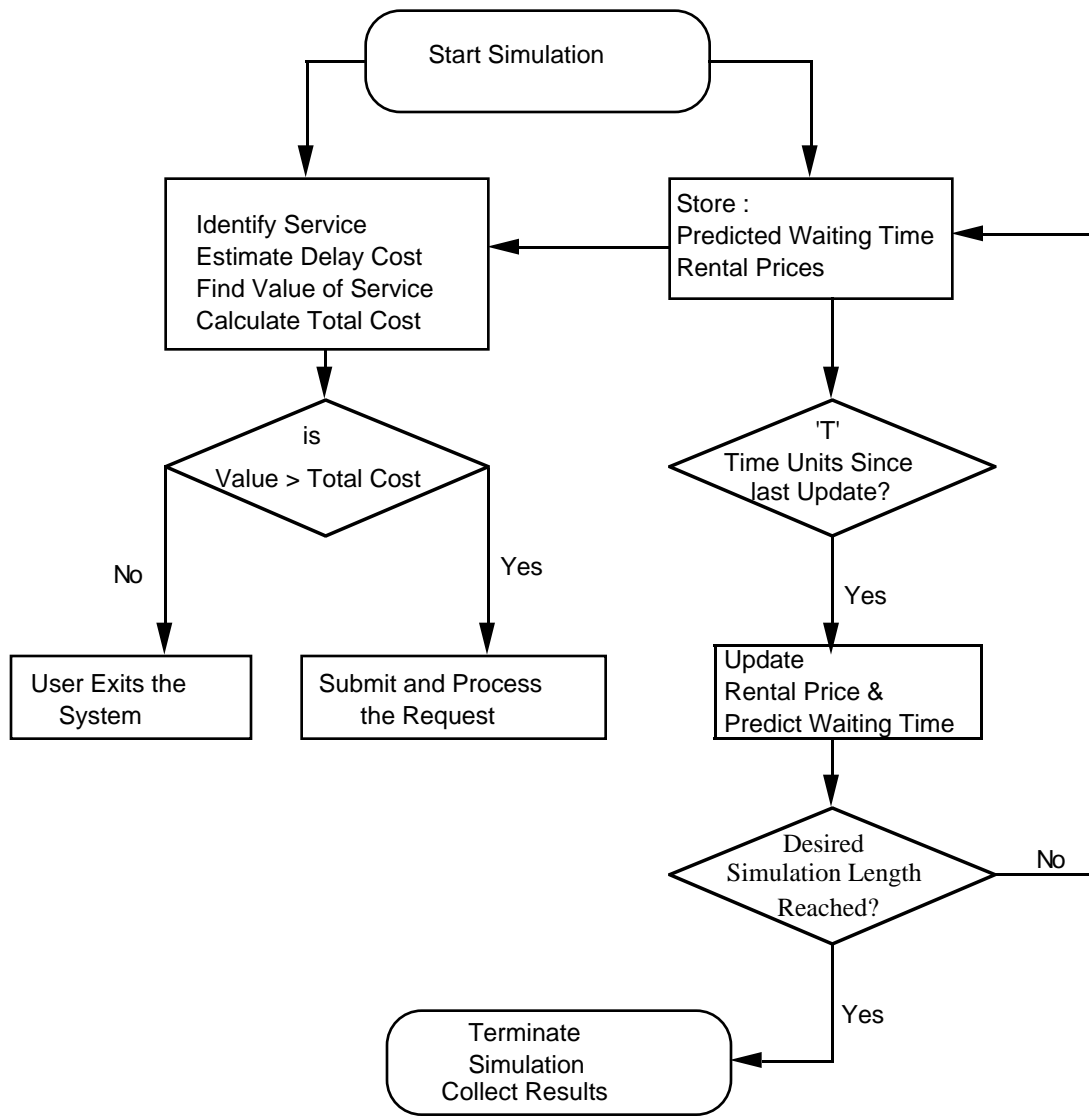 Start Simulation
Identify Service
Estimate Delay Cost
Find Value of Service
Calculate Total Cost
Store :
Predicted Waiting Time
Rental Prices
is
Value > Total Cost
'T'
Time Units Since
last Update?
No
Yes
Yes
User Exits the
System
Submit and Process
the Request
Update
Rental Price &
Predict Waiting Time
Desired
Simulation Length
Reached?
No
Yes
Terminate
Simulation
Collect Results